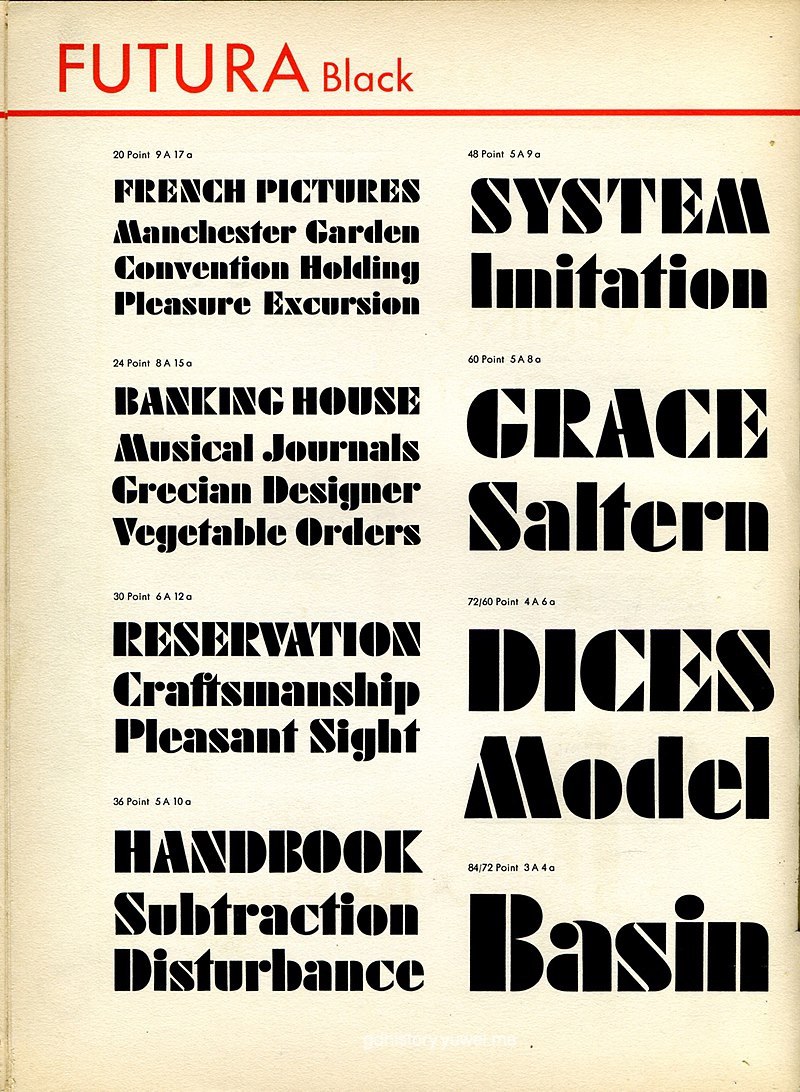 FUTURA Black
20 Point 9 A 17 a
FRENCH PICTURES
Manchester Garden
Convention Holding
Pleasure Excursion
24 Point 8 A 15 a
BANKING HOUSE
Musical Journals
Grecian Designer
Vegetable Orders
30 Point 6 A 12 a
RESERVATION
Craftsmanship
Pleasant Sight
36 Point 5 A 10 a
HANDBOOK
Subtraction
Disturbance
48 Point 5 A 9 a
SYSTEM
Imitation
60 Point 5 A 8 a
GRACE
Saltern
72/60 Point 4 A 6 a
DICES
Model
84/72 Point 3 A 4 a
Basin
gdhistory.yuwei.me